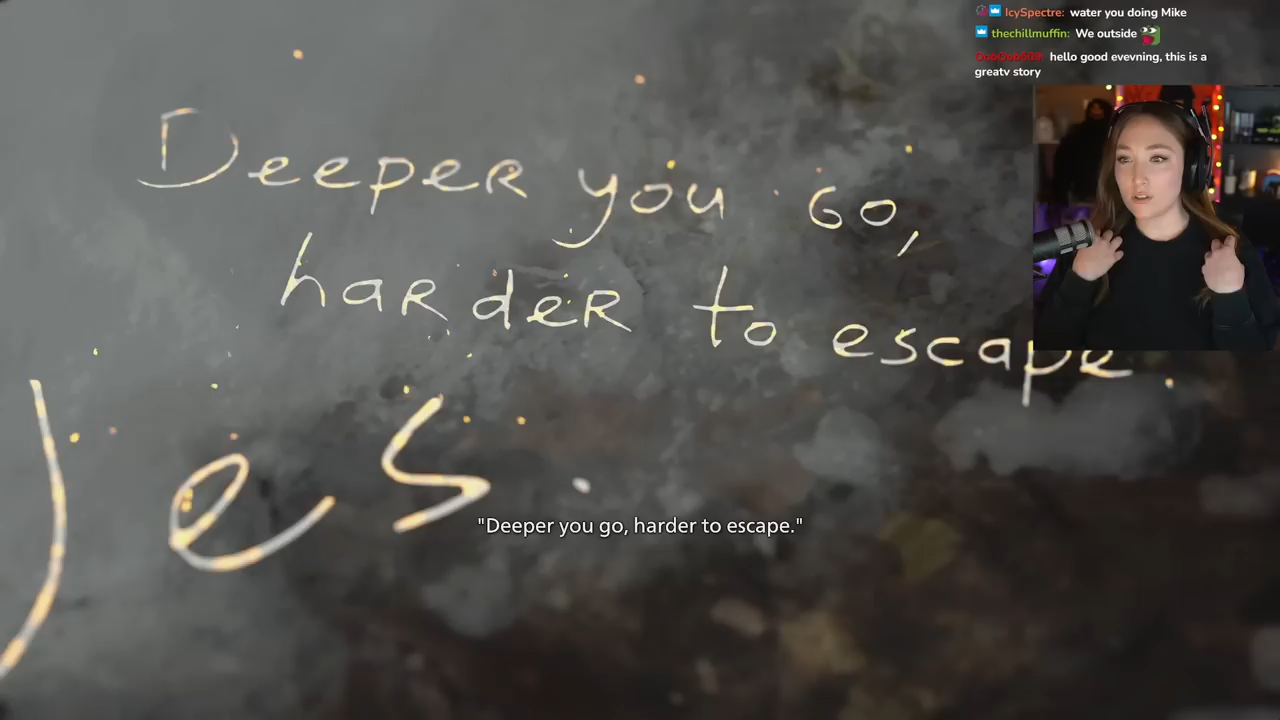 IcySpectre: water you doing Mike
thechillmuffin: We outside
hello good evevning, this is a
greatv story
Deeper you go,
harder to escape.
yes.
"Deeper you go, harder to escape."